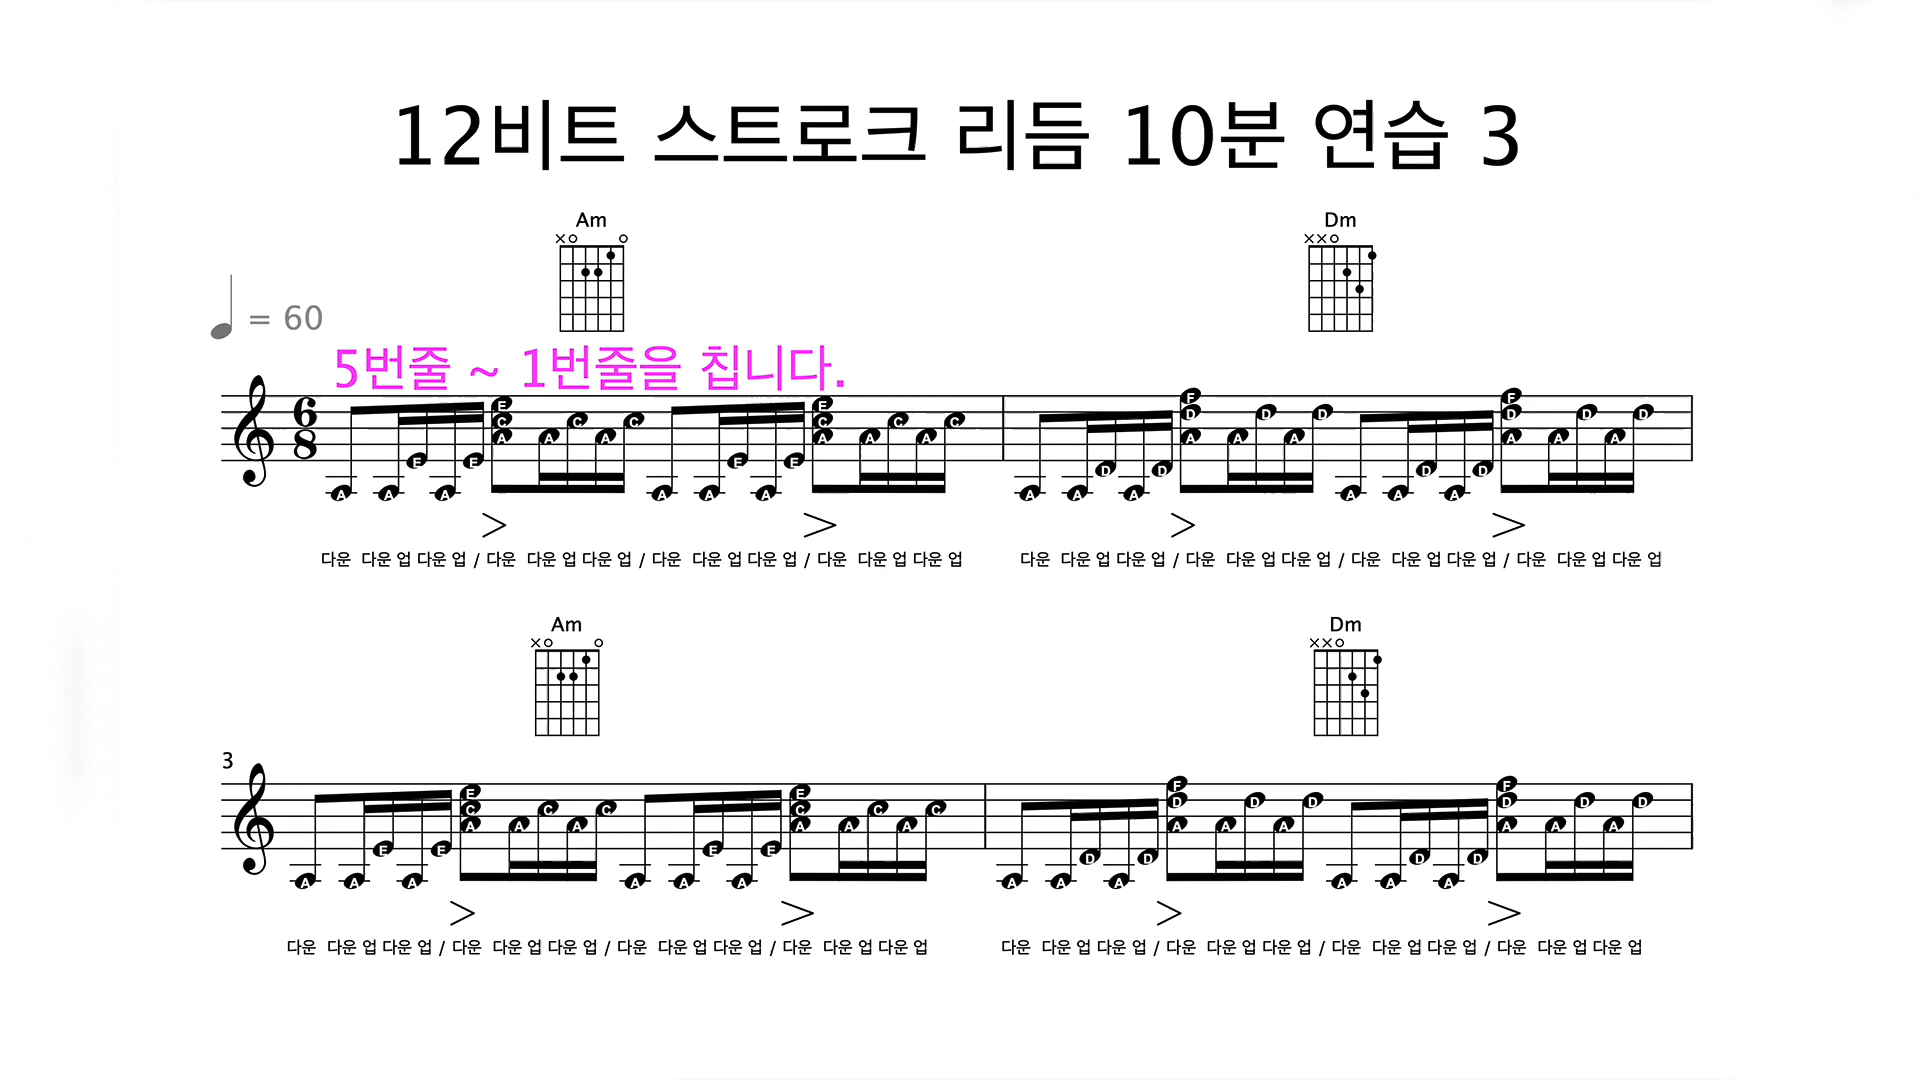 12비트 스트로크 리듬 10분 연습 3
Am Dm
= 60
5번줄 ~ 1번줄을 칩니다.
6
8
A A E A E E C A A C A C A A E A E E C A A C A C A A D A D F D A A D A D A A D A D F D A A D A D
다운 다운 업 다운 업 / 다운 다운 업 다운 업 / 다운 다운 업 다운 업 / 다운 다운 업 다운 업 다운 다운 업 다운 업 / 다운 다운 업 다운 업 / 다운 다운 업 다운 업 / 다운 다운 업 다운 업
Am Dm
3
A A E A E E C A A C A C A A E A E E C A A C A C A A D A D F D A A D A D A A D A D F D A A D A D
다운 다운 업 다운 업 / 다운 다운 업 다운 업 / 다운 다운 업 다운 업 / 다운 다운 업 다운 업 다운 다운 업 다운 업 / 다운 다운 업 다운 업 / 다운 다운 업 다운 업 / 다운 다운 업 다운 업